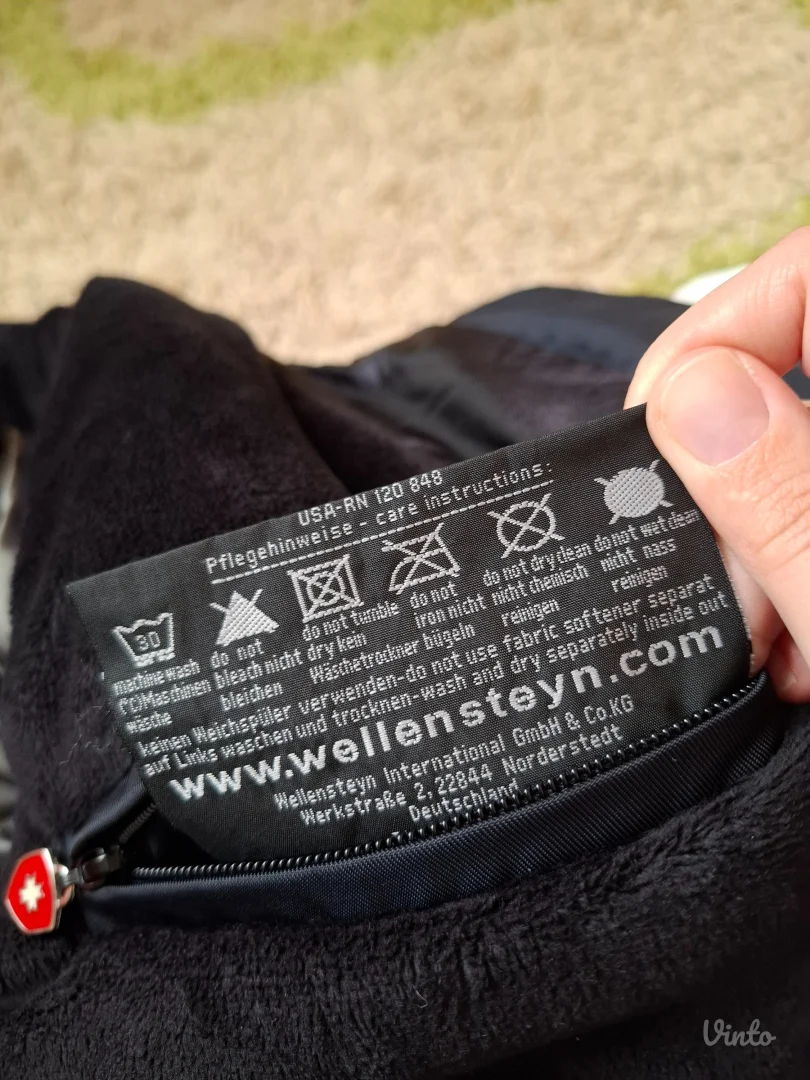 USA-RN 120 848
Pflegehinweise - care instructions:
30
machine wash
(°C)Maschinen
wäsche
do not
bleach nicht
bleichen
do not tumble
dry kein
Wäschetrockner
do not
iron nicht
bügeln
do not dry clean
nicht chemisch
reinigen
do not wet clean
nicht nass
reinigen
keinen Weichspüler verwenden-do not use fabric softener separat
auf Links waschen und trocknen-wash and dry separately inside out
www.wellensteyn.com
Wellensteyn International GmbH & Co.KG
Werkstraße 2, 22844 Norderstedt
Deutschland
Vinto